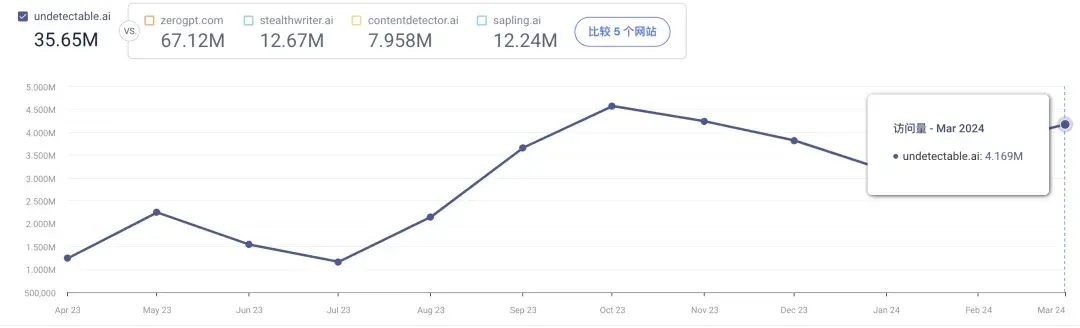 undetectable.ai
35.65M
VS.
zerogpt.com
67.12M
stealthwriter.ai
12.67M
contentdetector.ai
7.958M
sapling.ai
12.24M
比较 5 个网站
5.000M
4.500M
4.000M
3.500M
3.000M
2.500M
2.000M
1.500M
1.000M
500,000
访问量 - Mar 2024
undetectable.ai: 4.169M
Apr 23 May 23 Jun 23 Jul 23 Aug 23 Sep 23 Oct 23 Nov 23 Dec 23 Jan 24 Feb 24 Mar 24